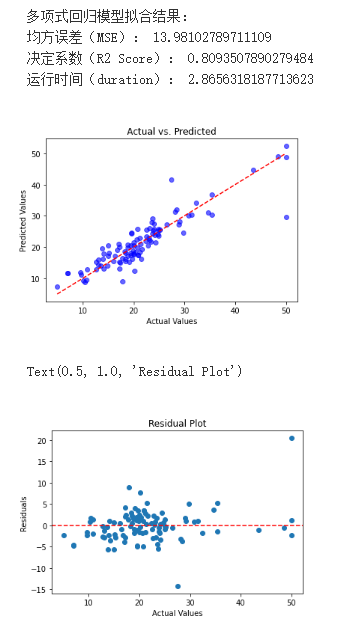 多项式回归模型拟合结果：
均方误差（MSE）： 13.98102789711109
决定系数（R2 Score）： 0.8093507890279484
运行时间（duration）： 2.8656318187713623
Actual vs. Predicted
50
40
30
20
10
Predicted Values
10 20 30 40 50
Actual Values
Text(0.5, 1.0, 'Residual Plot')
Residual Plot
20
15
10
5
0
−5
−10
−15
Residuals
10 20 30 40 50
Actual Values